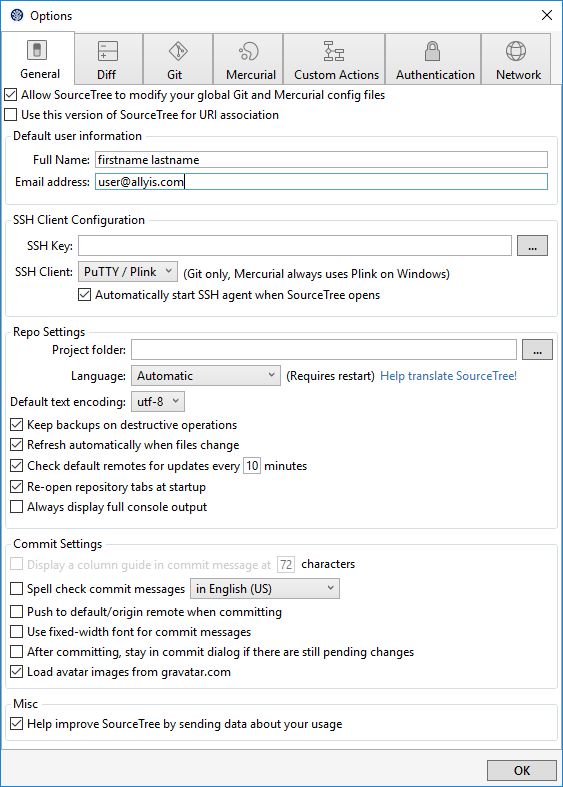 Options
General Diff Git Mercurial Custom Actions Authentication Network
Allow SourceTree to modify your global Git and Mercurial config files
Use this version of SourceTree for URI association
Default user information
Full Name: firstname lastname
Email address: user@allyis.com
SSH Client Configuration
SSH Key: ...
SSH Client: PuTTY / Plink (Git only, Mercurial always uses Plink on Windows)
Automatically start SSH agent when SourceTree opens
Repo Settings
Project folder: ...
Language: Automatic (Requires restart) Help translate SourceTree!
Default text encoding: utf-8
Keep backups on destructive operations
Refresh automatically when files change
Check default remotes for updates every 10 minutes
Re-open repository tabs at startup
Always display full console output
Commit Settings
Display a column guide in commit message at 72 characters
Spell check commit messages in English (US)
Push to default/origin remote when committing
Use fixed-width font for commit messages
After committing, stay in commit dialog if there are still pending changes
Load avatar images from gravatar.com
Misc
Help improve SourceTree by sending data about your usage
OK